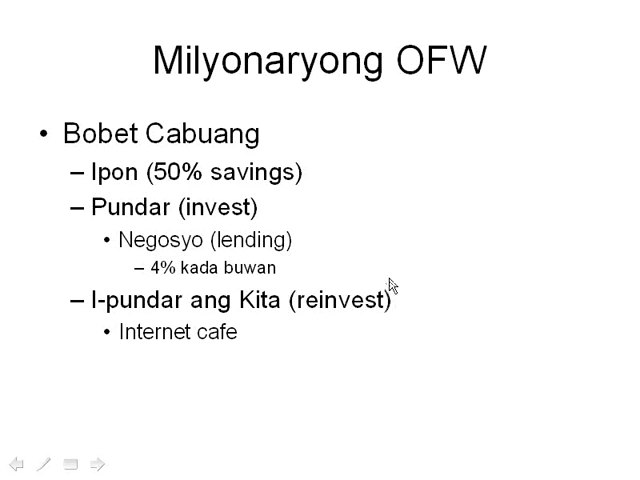 Milyonaryong OFW
• Bobet Cabuang
– Ipon (50% savings)
– Pundar (invest)
• Negosyo (lending)
– 4% kada buwan
– I-pundar ang Kita (reinvest)
• Internet cafe